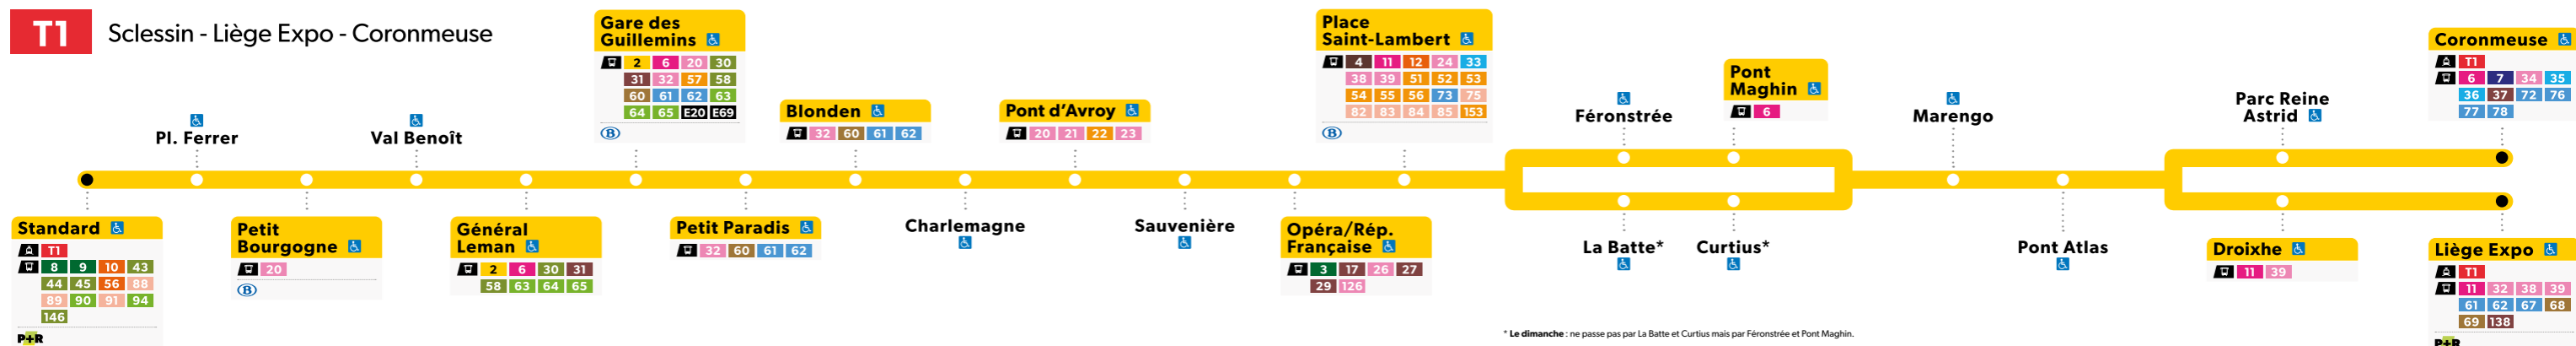 T1 Sclessin - Liège Expo - Coronmeuse
Standard
T1
8 9 10 43
44 45 56 88
89 90 91 94
146
P+R
Pl. Ferrer
Petit
Bourgogne
20
B
Val Benoît
Général
Leman
2 6 30 31
58 63 64 65
Gare des
Guillemins
2 6 20 30
31 32 57 58
60 61 62 63
64 65 E20 E69
B
Petit Paradis
32 60 61 62
Blonden
32 60 61 62
Charlemagne
Pont d'Avroy
20 21 22 23
Sauvenière
Opéra/Rép.
Française
3 17 26 27
29 126
Place
Saint-Lambert
4 11 12 24 33
38 39 51 52 53
54 55 56 73 75
82 83 84 85 153
B
Féronstrée
Pont
Maghin
6
La Batte*
Curtius*
Marengo
Pont Atlas
Parc Reine
Astrid
Coronmeuse
T1
6 7 34 35
36 37 72 76
77 78
Droixhe
11 39
Liège Expo
T1
11 32 38 39
61 62 67 68
69 138
P+R
* Le dimanche : ne passe pas par La Batte et Curtius mais par Féronstrée et Pont Maghin.